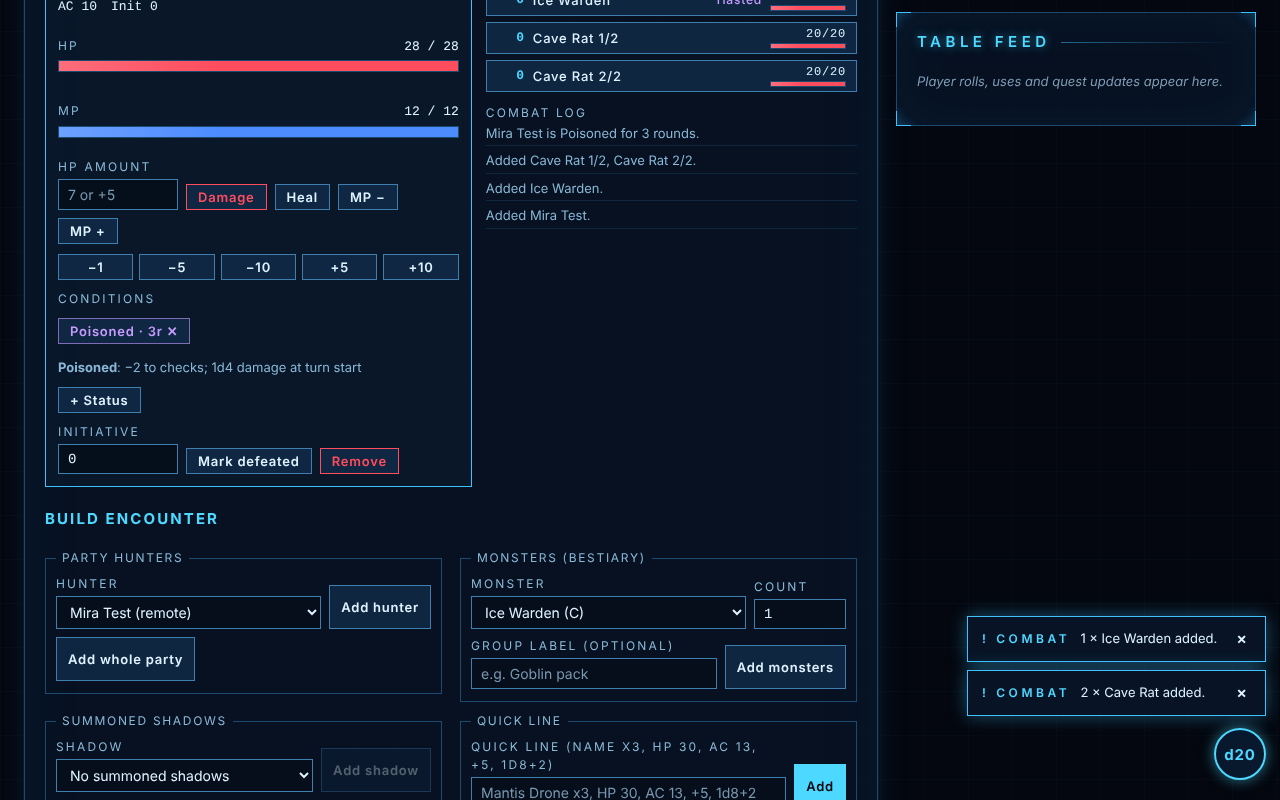 AC 10 Init 0
HP 28 / 28
MP 12 / 12
HP AMOUNT
7 or +5 Damage Heal MP −
MP +
−1 −5 −10 +5 +10
CONDITIONS
Poisoned · 3r ✕
Poisoned: −2 to checks; 1d4 damage at turn start
+ Status
INITIATIVE
0 Mark defeated Remove
0 Ice Warden Hasted
0 Cave Rat 1/2 20/20
0 Cave Rat 2/2 20/20
COMBAT LOG
Mira Test is Poisoned for 3 rounds.
Added Cave Rat 1/2, Cave Rat 2/2.
Added Ice Warden.
Added Mira Test.
BUILD ENCOUNTER
PARTY HUNTERS
HUNTER
Mira Test (remote) Add hunter
Add whole party
MONSTERS (BESTIARY)
MONSTER COUNT
Ice Warden (C) 1
GROUP LABEL (OPTIONAL)
e.g. Goblin pack Add monsters
SUMMONED SHADOWS
SHADOW
No summoned shadows Add shadow
QUICK LINE
QUICK LINE (NAME X3, HP 30, AC 13,
+5, 1D8+2)
Mantis Drone x3, HP 30, AC 13, +5, 1d8+2 Add
TABLE FEED
Player rolls, uses and quest updates appear here.
! COMBAT 1 × Ice Warden added. ×
! COMBAT 2 × Cave Rat added. ×
d20